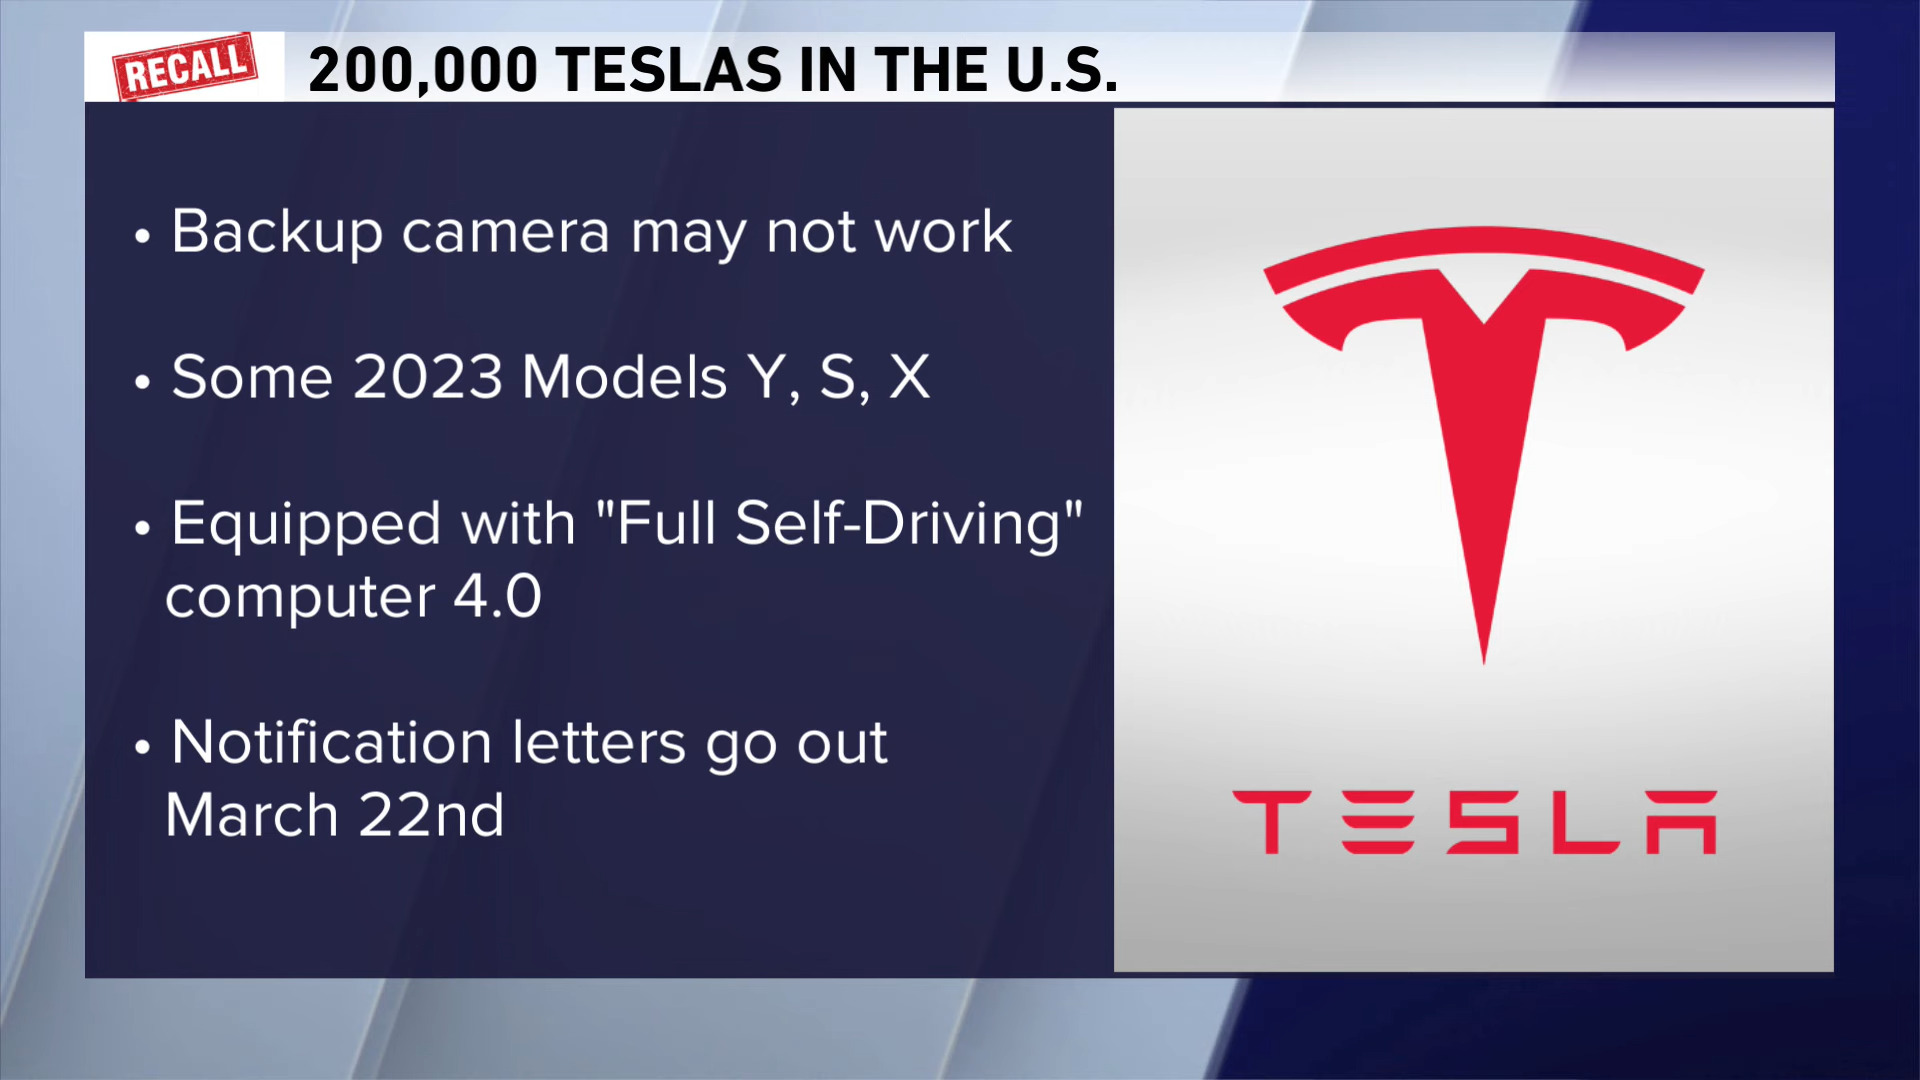 RECALL
200,000 TESLAS IN THE U.S.
• Backup camera may not work
• Some 2023 Models Y, S, X
• Equipped with "Full Self-Driving"
computer 4.0
• Notification letters go out
March 22nd
TESLA